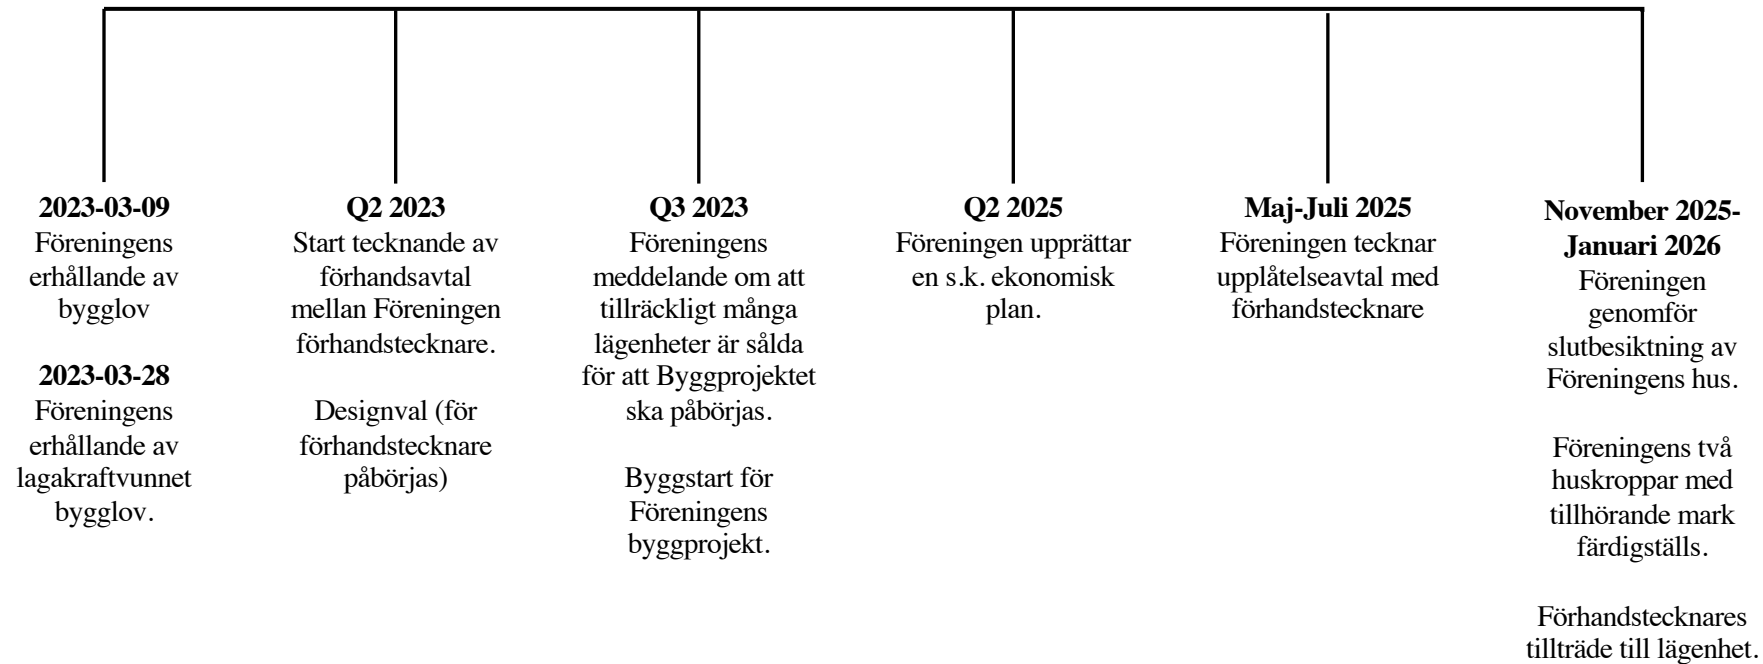 2023-03-09
Föreningens
erhållande av
bygglov
2023-03-28
Föreningens
erhållande av
lagakraftvunnet
bygglov.
Q2 2023
Start tecknande av
förhandsavtal
mellan Föreningen
förhandstecknare.
Designval (för
förhandstecknare
påbörjas)
Q3 2023
Föreningens
meddelande om att
tillräckligt många
lägenheter är sålda
för att Byggprojektet
ska påbörjas.
Byggstart för
Föreningens
byggprojekt.
Q2 2025
Föreningen upprättar
en s.k. ekonomisk
plan.
Maj-Juli 2025
Föreningen tecknar
upplåtelseavtal med
förhandstecknare
November 2025-
Januari 2026
Föreningen
genomför
slutbesiktning av
Föreningens hus.
Föreningens två
huskroppar med
tillhörande mark
färdigställs.
Förhandstecknares
tillträde till lägenhet.